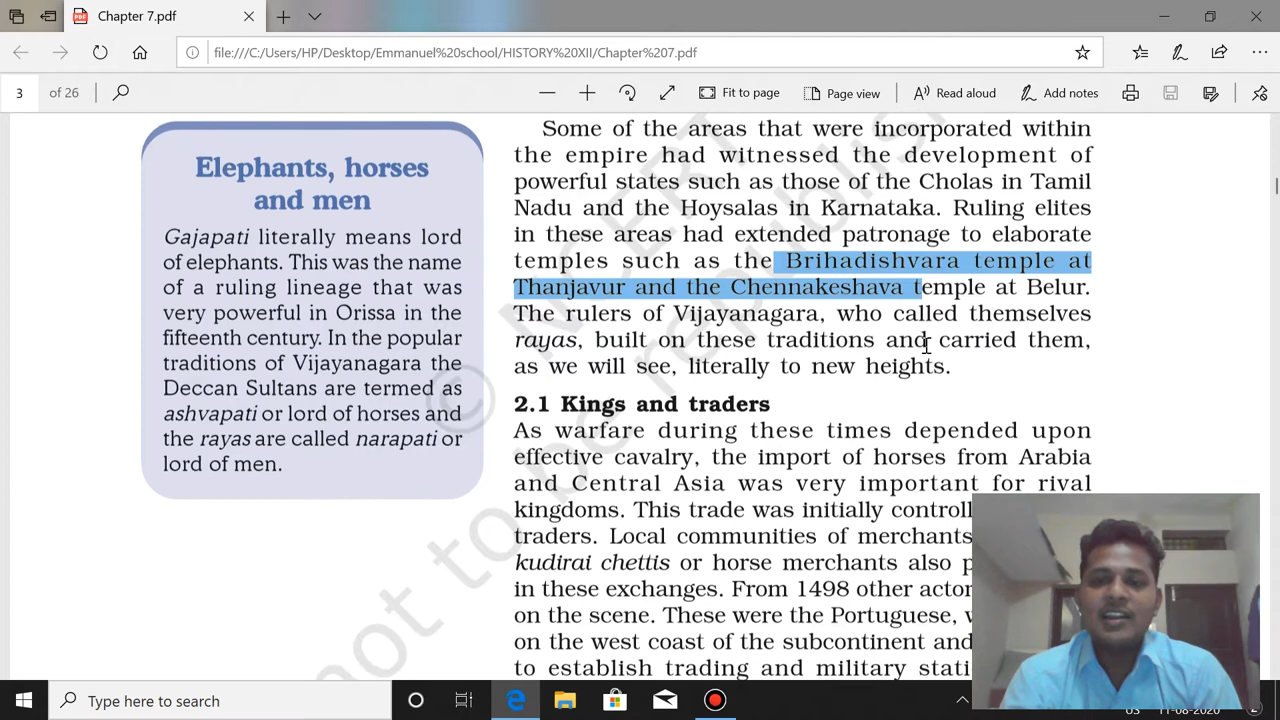 Chapter 7.pdf
file:///C:/Users/HP/Desktop/Emmanuel%20school/HISTORY%20XII/Chapter%207.pdf
3 of 26
Fit to page
Page view
Read aloud
Add notes
Elephants, horses
and men
Gajapati literally means lord
of elephants. This was the name
of a ruling lineage that was
very powerful in Orissa in the
fifteenth century. In the popular
traditions of Vijayanagara the
Deccan Sultans are termed as
ashvapati or lord of horses and
the rayas are called narapati or
lord of men.
Some of the areas that were incorporated within
the empire had witnessed the development of
powerful states such as those of the Cholas in Tamil
Nadu and the Hoysalas in Karnataka. Ruling elites
in these areas had extended patronage to elaborate
temples such as the Brihadishvara temple at
Thanjavur and the Chennakeshava temple at Belur.
The rulers of Vijayanagara, who called themselves
rayas, built on these traditions and carried them,
as we will see, literally to new heights.
2.1 Kings and traders
As warfare during these times depended upon
effective cavalry, the import of horses from Arabia
and Central Asia was very important for rival
kingdoms. This trade was initially controll
traders. Local communities of merchants
kudirai chettis or horse merchants also p
in these exchanges. From 1498 other actor
on the scene. These were the Portuguese, w
on the west coast of the subcontinent and
to establish trading and military stati
© NCERT
not to be republish
Type here to search
US
11-08-2020
2